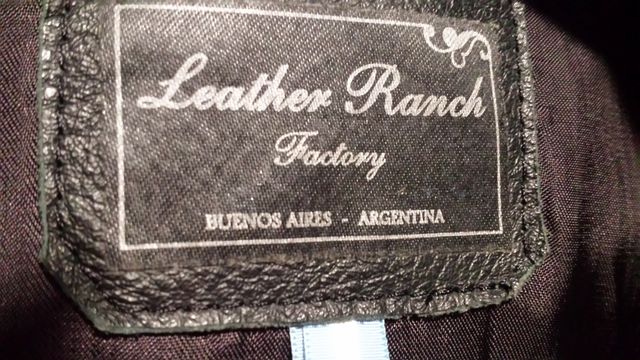 Leather Ranch
Factory
BUENOS AIRES - ARGENTINA